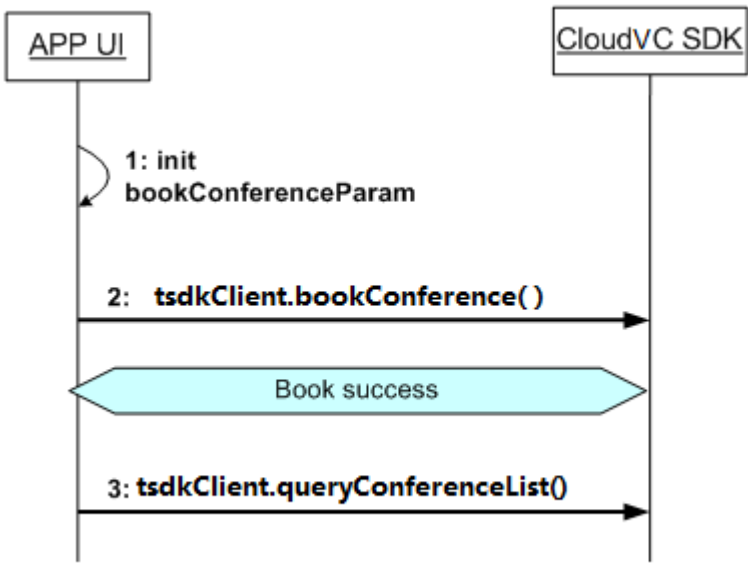 APP UI
CloudVC SDK
1: init
bookConferenceParam
2: tsdkClient.bookConference( )
Book success
3: tsdkClient.queryConferenceList()